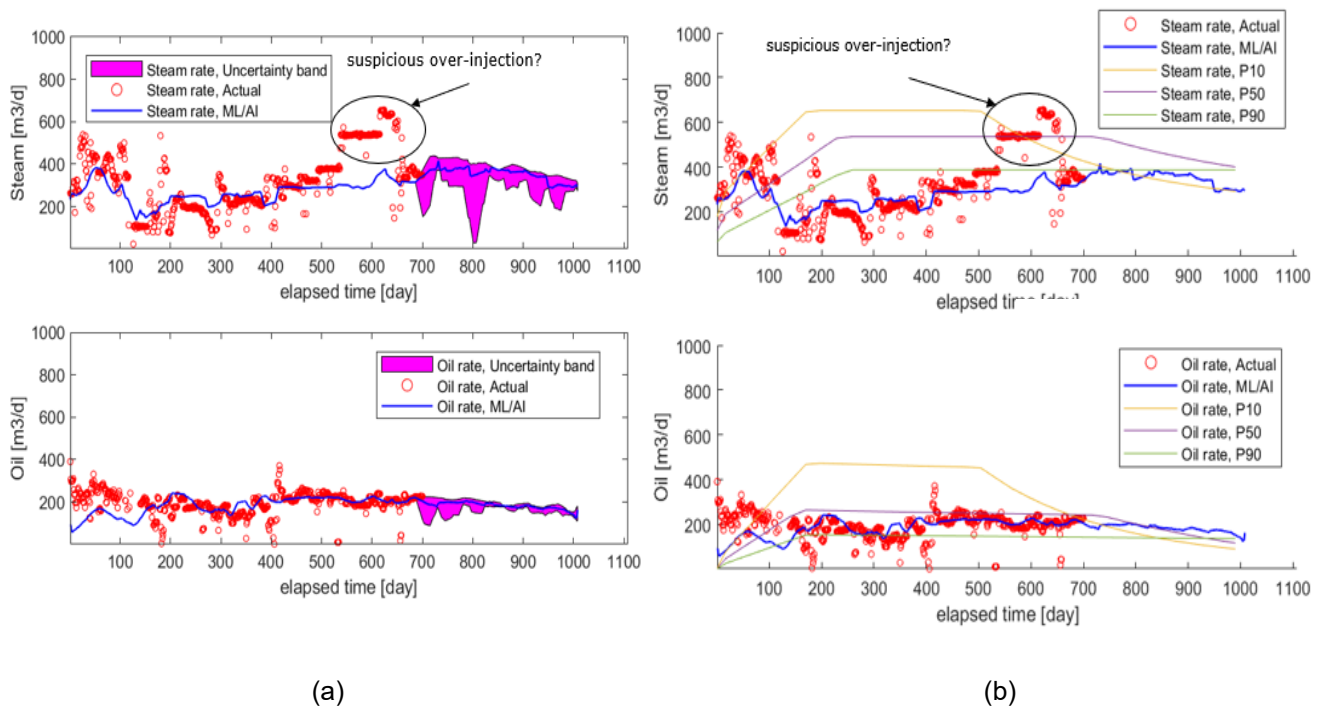 suspicious over-injection?
Steam rate, Uncertainty band
Steam rate, Actual
Steam rate, ML/AI
1000
800
600
400
200
Steam [m3/d]
100 200 300 400 500 600 700 800 900 1000 1100
elapsed time [day]
Oil rate, Uncertainty band
Oil rate, Actual
Oil rate, ML/AI
1000
800
600
400
200
Oil [m3/d]
100 200 300 400 500 600 700 800 900 1000 1100
elapsed time [day]
(a)
suspicious over-injection?
Steam rate, Actual
Steam rate, ML/AI
Steam rate, P10
Steam rate, P50
Steam rate, P90
1000
800
600
400
200
Steam [m3/d]
100 200 300 400 500 600 700 800 900 1000 1100
elapsed time [day]
Oil rate, Actual
Oil rate, ML/AI
Oil rate, P10
Oil rate, P50
Oil rate, P90
1000
800
600
400
200
Oil [m3/d]
100 200 300 400 500 600 700 800 900 1000 1100
elapsed time [day]
(b)